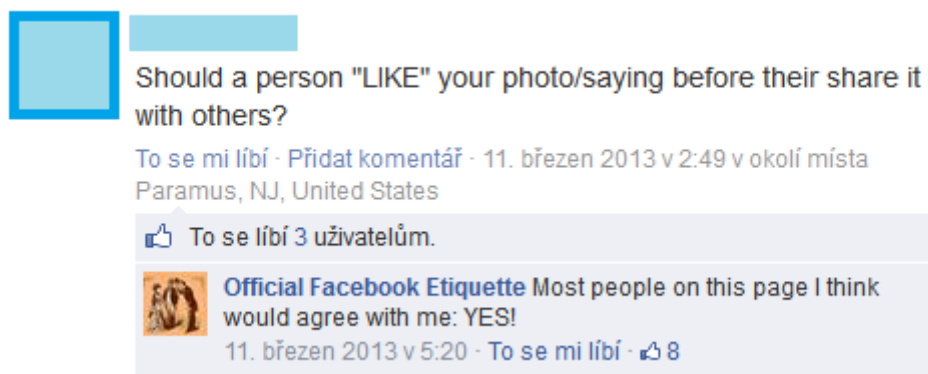 Should a person "LIKE" your photo/saying before their share it
with others?
To se mi líbí · Přidat komentář · 11. březen 2013 v 2:49 v okolí místa
Paramus, NJ, United States
To se líbí 3 uživatelům.
Official Facebook Etiquette Most people on this page I think
would agree with me: YES!
11. březen 2013 v 5:20 · To se mi líbí · 8